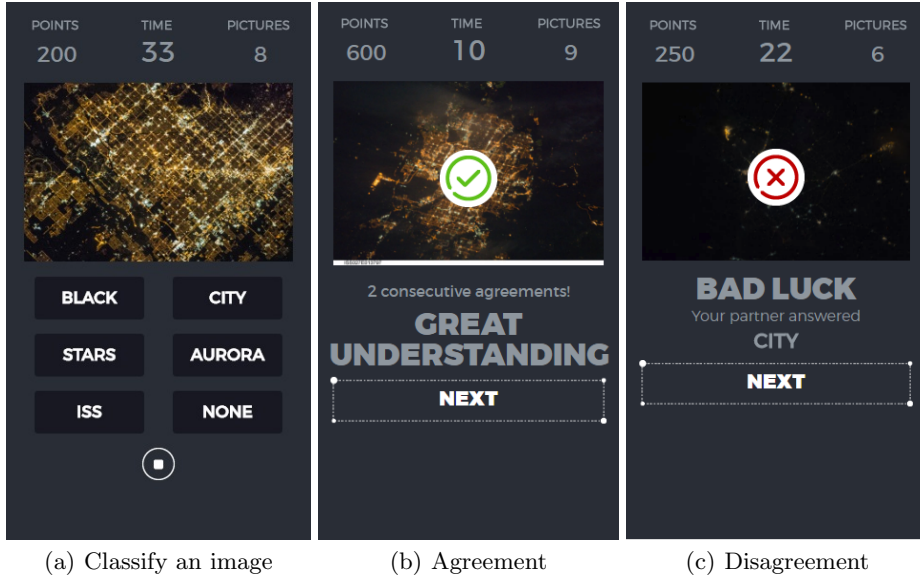 POINTS TIME PICTURES
200 33 8
BLACK CITY
STARS AURORA
ISS NONE
(a) Classify an image
POINTS TIME PICTURES
600 10 9
2 consecutive agreements!
GREAT
UNDERSTANDING
NEXT
(b) Agreement
POINTS TIME PICTURES
250 22 6
BAD LUCK
Your partner answered
CITY
NEXT
(c) Disagreement